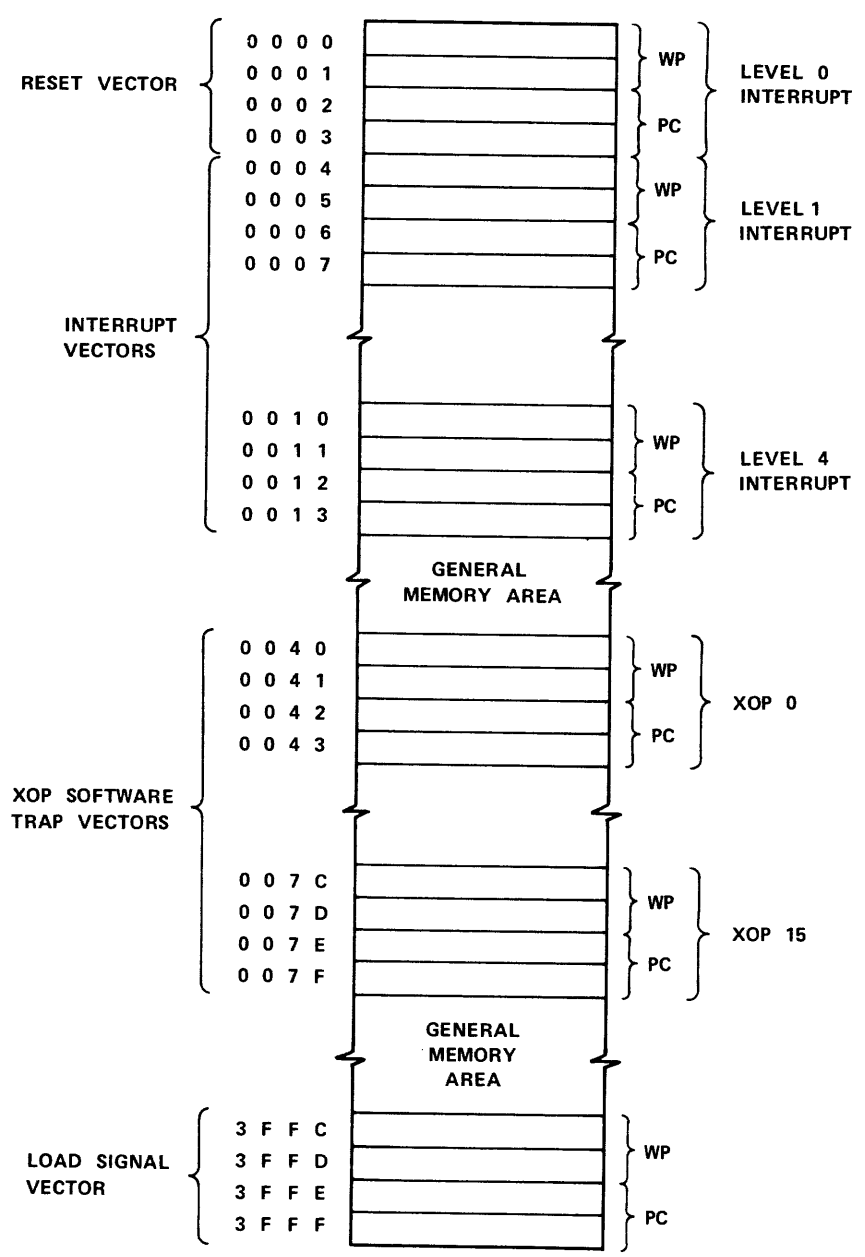 0 0 0 0
WP
0 0 0 1
LEVEL 0
INTERRUPT
RESET VECTOR
0 0 0 2
PC
0 0 0 3
0 0 0 4
WP
0 0 0 5
LEVEL 1
INTERRUPT
0 0 0 6
PC
0 0 0 7
INTERRUPT
VECTORS
0 0 1 0
WP
0 0 1 1
LEVEL 4
INTERRUPT
0 0 1 2
PC
0 0 1 3
GENERAL
MEMORY AREA
0 0 4 0
WP
0 0 4 1
XOP 0
0 0 4 2
PC
0 0 4 3
XOP SOFTWARE
TRAP VECTORS
0 0 7 C
WP
0 0 7 D
XOP 15
0 0 7 E
PC
0 0 7 F
GENERAL
MEMORY
AREA
3 F F C
WP
3 F F D
LOAD SIGNAL
VECTOR
3 F F E
PC
3 F F F